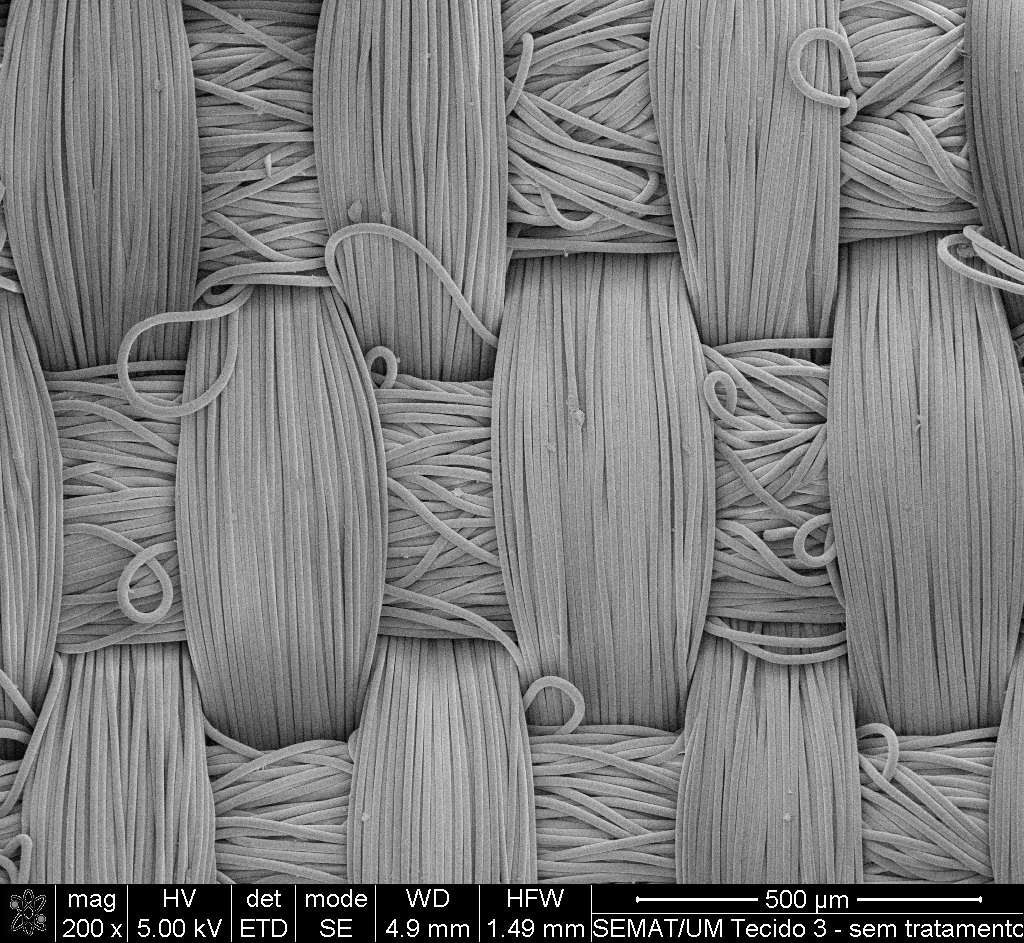 mag HV det mode WD HFW 500 µm
200 x 5.00 kV ETD SE 4.9 mm 1.49 mm SEMAT/UM Tecido 3 - sem tratamento